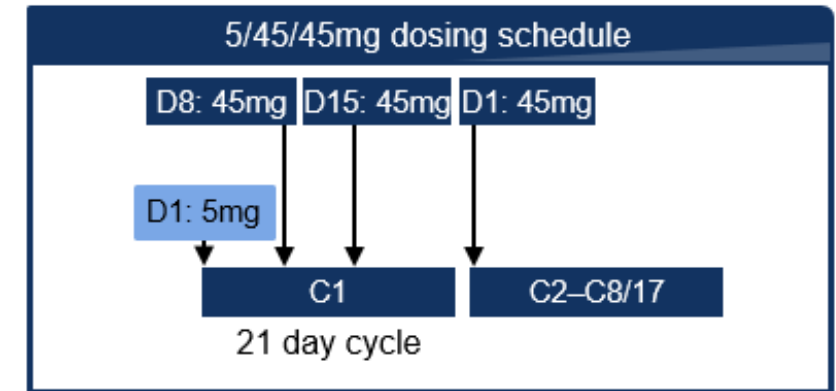 5/45/45mg dosing schedule
D8: 45mg D15: 45mg D1: 45mg
D1: 5mg
C1 C2–C8/17
21 day cycle